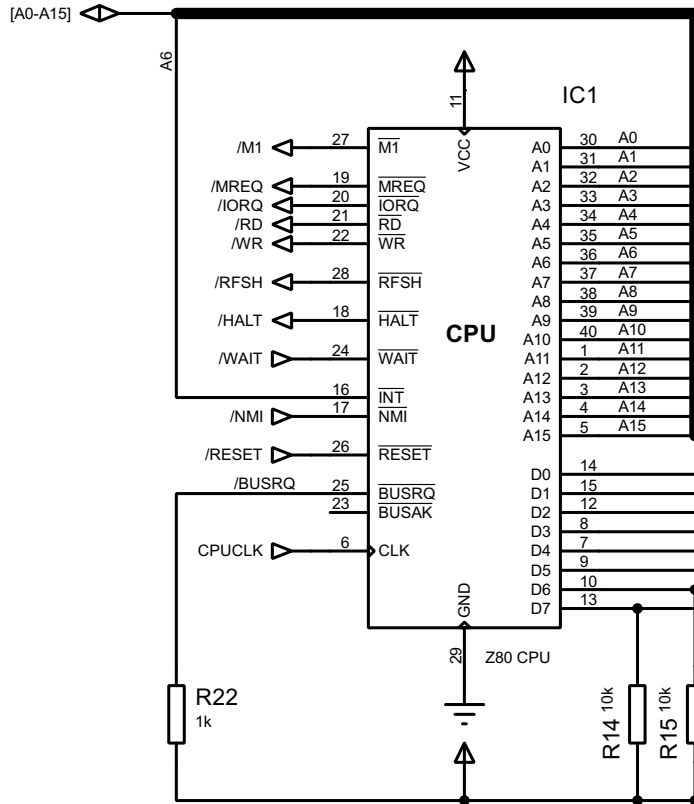 [A0-A15]
A6
11
IC1
/M1 27 M1 VCC A0 30 A0
A1 31 A1
/MREQ 19 MREQ A2 32 A2
/IORQ 20 IORQ A3 33 A3
/RD 21 RD A4 34 A4
/WR 22 WR A5 35 A5
A6 36 A6
/RFSH 28 RFSH A7 37 A7
A8 38 A8
/HALT 18 HALT A9 39 A9
CPU A10 40 A10
/WAIT 24 WAIT A11 1 A11
A12 2 A12
16 INT A13 3 A13
/NMI 17 NMI A14 4 A14
A15 5 A15
/RESET 26 RESET
D0 14
/BUSRQ 25 BUSRQ D1 15
23 BUSAK D2 12
D3 8
CPUCLK 6 CLK D4 7
D5 9
D6 10
GND D7 13
29 Z80 CPU
R22
1k
R14 10k
R15 10k